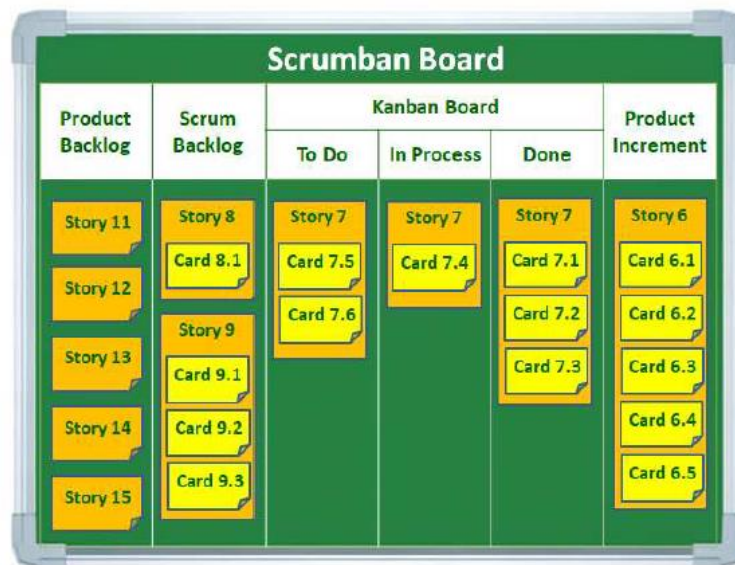 Scrumban Board
Product
Backlog
Scrum
Backlog
Kanban Board
To Do
In Process
Done
Product
Increment
Story 11
Story 12
Story 13
Story 14
Story 15
Story 8
Card 8.1
Story 9
Card 9.1
Card 9.2
Card 9.3
Story 7
Card 7.5
Card 7.6
Story 7
Card 7.4
Story 7
Card 7.1
Card 7.2
Card 7.3
Story 6
Card 6.1
Card 6.2
Card 6.3
Card 6.4
Card 6.5